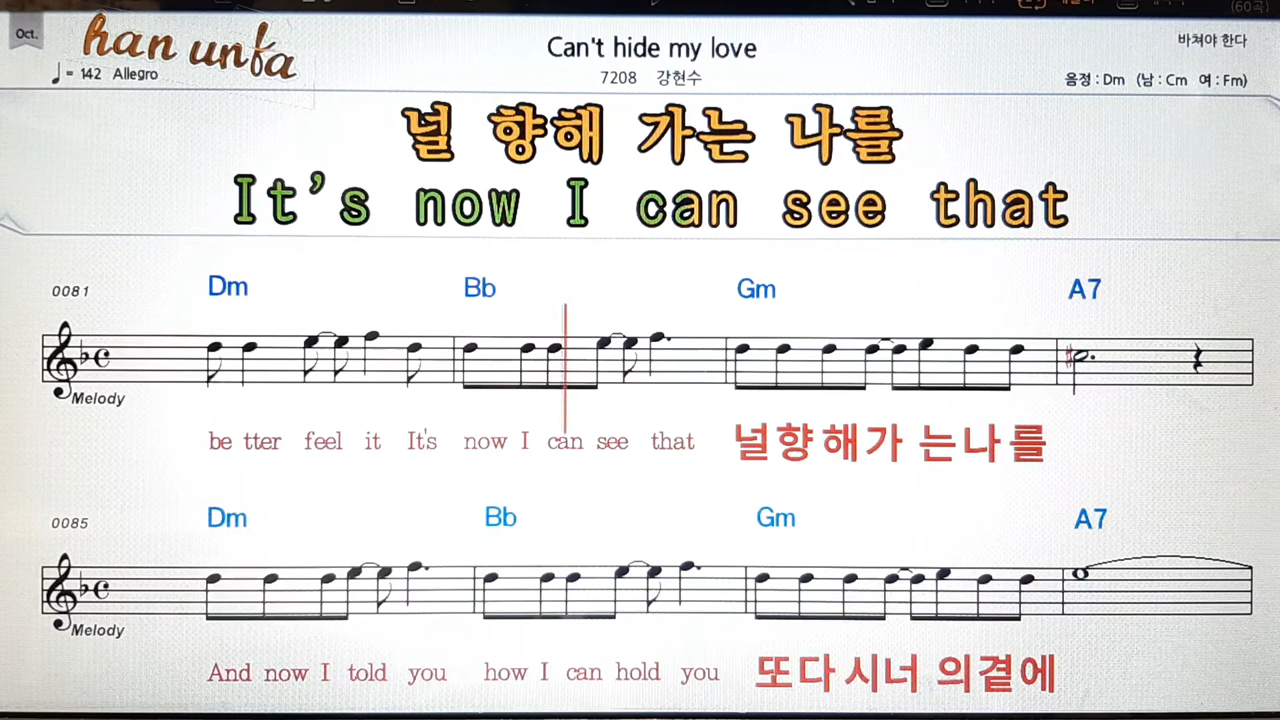 (60곡)
Oct.
han unfa
Can't hide my love
바쳐야 한다
♩= 142 Allegro
7208 강현수
음정 : Dm (남 : Cm 여 : Fm)
널 향해 가는 나를
It's now I can see that
0081 Dm Bb Gm A7
Melody
be tter feel it It's now I can see that 널향해가 는나를
0085 Dm Bb Gm A7
Melody
And now I told you how I can hold you 또다시너 의곁에